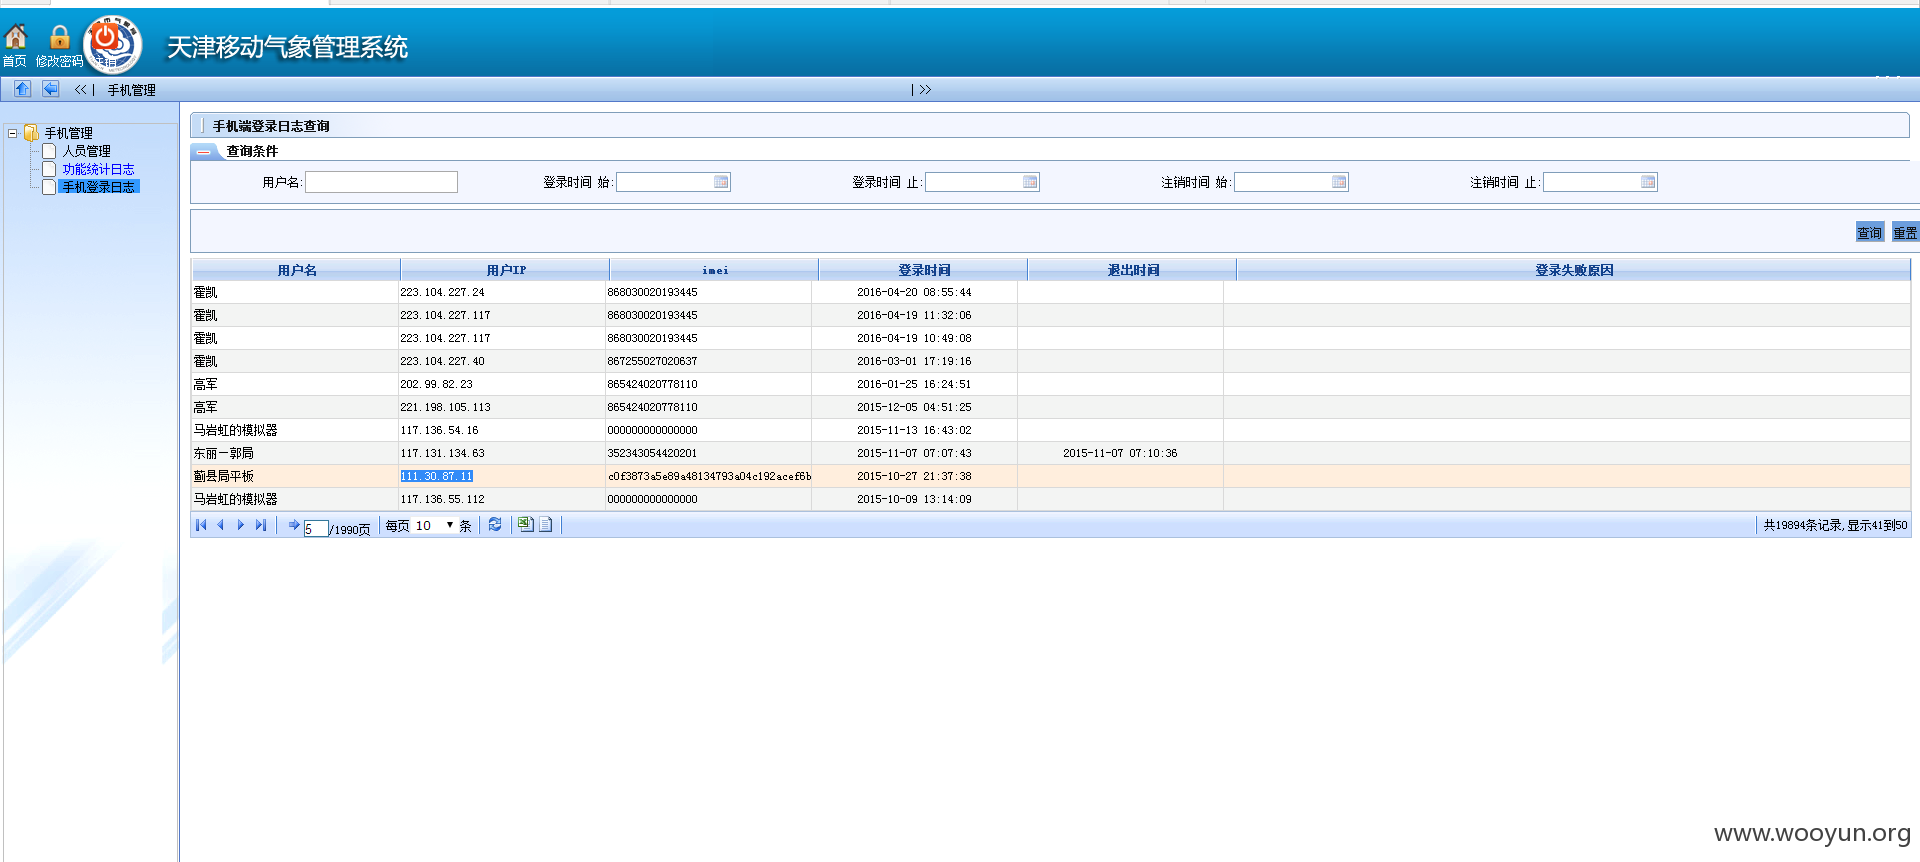 天津移动气象管理系统
首页 修改密码 注销
<< | 手机管理 | >>
手机管理
人员管理
功能统计日志
手机登录日志
手机端登录日志查询
查询条件
用户名: 登录时间 始: 登录时间 止: 注销时间 始: 注销时间 止:
查询 重置
用户名 用户IP imei 登录时间 退出时间 登录失败原因
霍凯 223.104.227.24 868030020193445 2016-04-20 08:55:44
霍凯 223.104.227.117 868030020193445 2016-04-19 11:32:06
霍凯 223.104.227.117 868030020193445 2016-04-19 10:49:08
霍凯 223.104.227.40 867255027020637 2016-03-01 17:19:16
高军 202.99.82.23 865424020778110 2016-01-25 16:24:51
高军 221.198.105.113 865424020778110 2015-12-05 04:51:25
马岩虹的模拟器 117.136.54.16 000000000000000 2015-11-13 16:43:02
东丽—郭局 117.131.134.63 352343054420201 2015-11-07 07:07:43 2015-11-07 07:10:36
蓟县局平板 111.30.87.11 c0f3873a5e89a48134793a04c192acef6b 2015-10-27 21:37:38
马岩虹的模拟器 117.136.55.112 000000000000000 2015-10-09 13:14:09
5 /1990页 每页 10 条 共19894条记录,显示41到50
www.wooyun.org